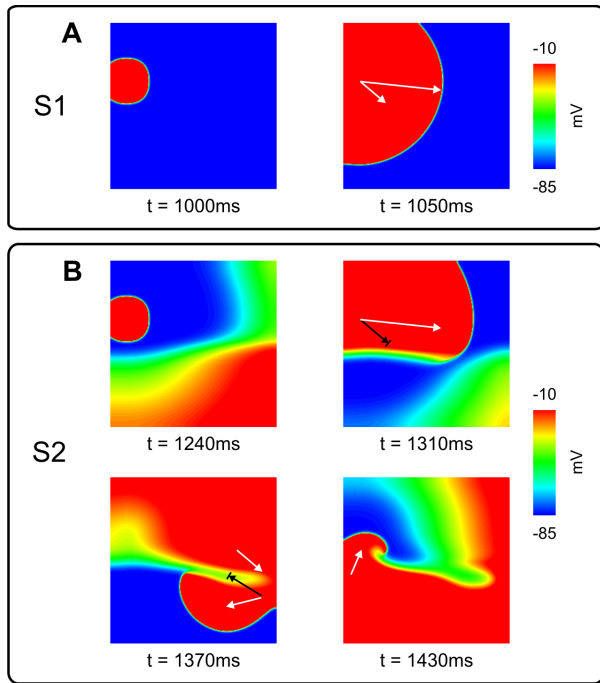 A
S1
t = 1000ms
t = 1050ms
-10
mV
-85
B
S2
t = 1240ms
t = 1310ms
-10
mV
-85
t = 1370ms
t = 1430ms